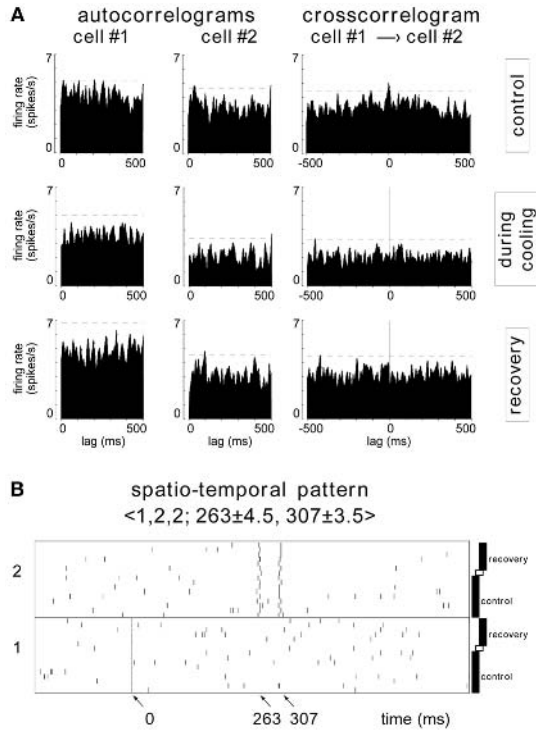 A
autocorrelograms
crosscorrelogram
cell #1
cell #2
cell #1 —> cell #2
firing rate
(spikes/s)
7
0
0
500
7
0
0
500
7
0
-500
0
500
control
firing rate
(spikes/s)
7
0
0
500
7
0
0
500
7
0
-500
0
500
during
cooling
firing rate
(spikes/s)
7
0
0
500
lag (ms)
7
0
0
500
lag (ms)
7
0
-500
0
500
lag (ms)
recovery
B
spatio-temporal pattern
<1,2,2; 263±4.5, 307±3.5>
2
recovery
control
1
recovery
control
0
263
307
time (ms)